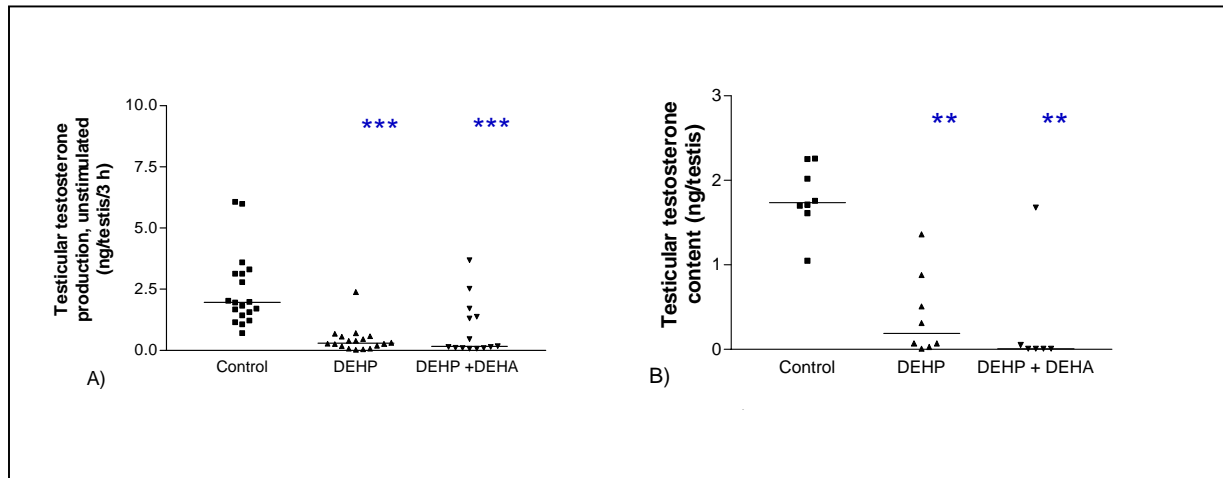 Testicular testosterone
production, unstimulated
(ng/testis/3 h)
10.0
7.5
5.0
2.5
0.0
*** ***
Control DEHP DEHP +DEHA
A)
Testicular testosterone
content (ng/testis)
3
2
1
0
** **
Control DEHP DEHP + DEHA
B)